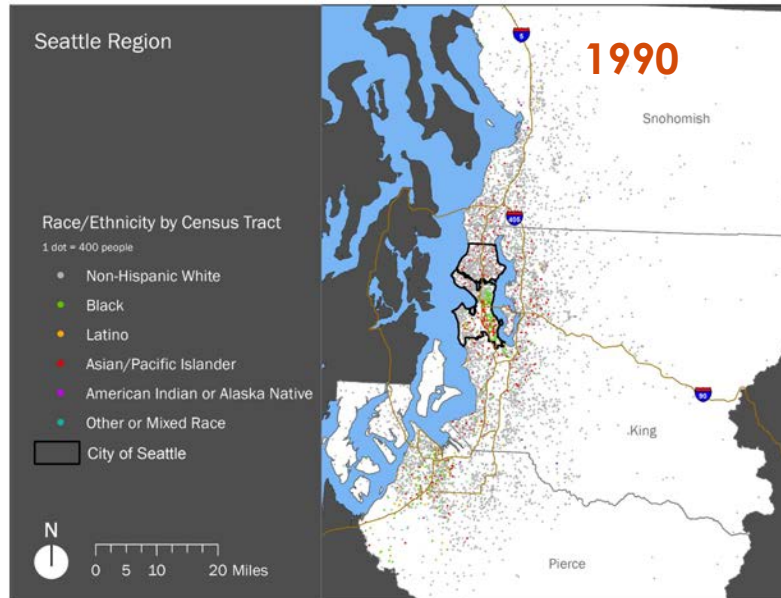 Seattle Region
1990
5
Snohomish
405
Race/Ethnicity by Census Tract
1 dot = 400 people
Non-Hispanic White
Black
Latino
Asian/Pacific Islander
American Indian or Alaska Native
Other or Mixed Race
City of Seattle
90
King
N
0 5 10 20 Miles
Pierce